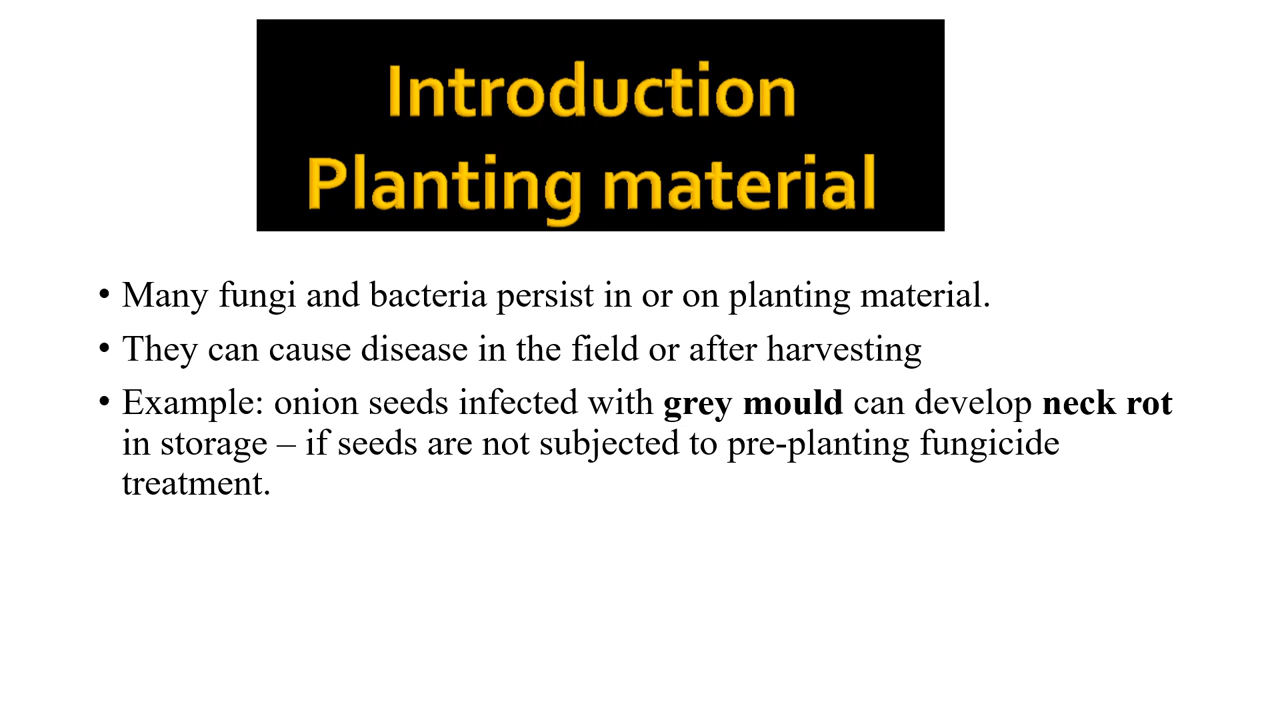 Introduction
Planting material
• Many fungi and bacteria persist in or on planting material.
• They can cause disease in the field or after harvesting
• Example: onion seeds infected with grey mould can develop neck rot
in storage – if seeds are not subjected to pre-planting fungicide
treatment.